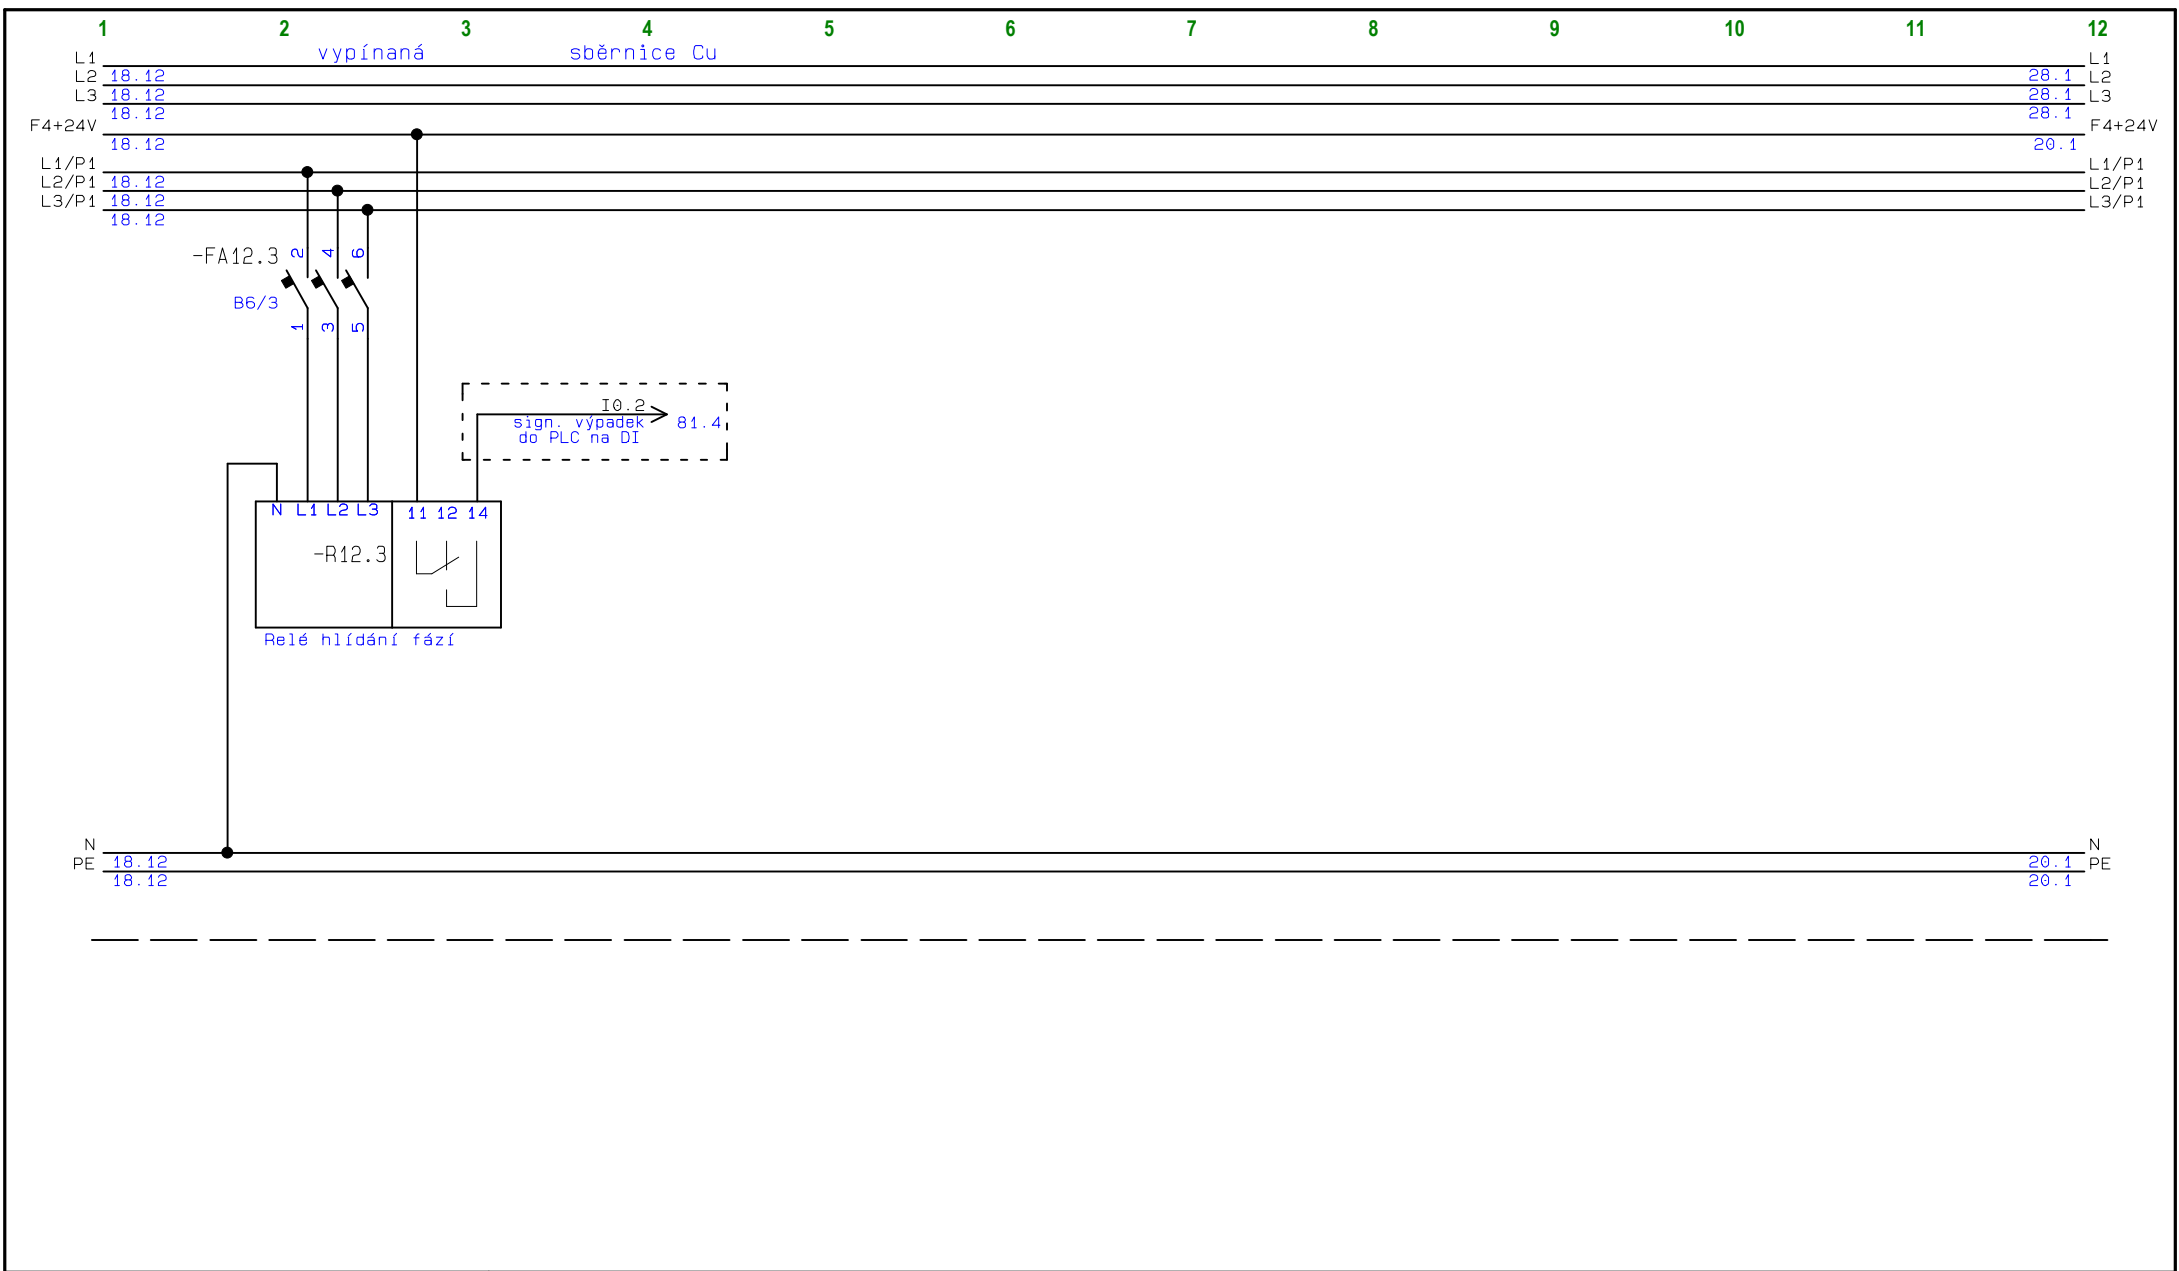 1 2 3 4 5 6 7 8 9 10 11 12
vypínaná sběrnice Cu
L1 L1
L2 18.12 28.1 L2
L3 18.12 28.1 L3
18.12 28.1
F4+24V F4+24V
18.12 20.1
L1/P1 L1/P1
L2/P1 18.12 L2/P1
L3/P1 18.12 L3/P1
18.12
-FA12.3 2 4 6
B6/3
1 3 5
I0.2
sign. výpadek 81.4
do PLC na DI
N L1 L2 L3 11 12 14
-R12.3
Relé hlídání fází
N N
PE 18.12 20.1 PE
18.12 20.1